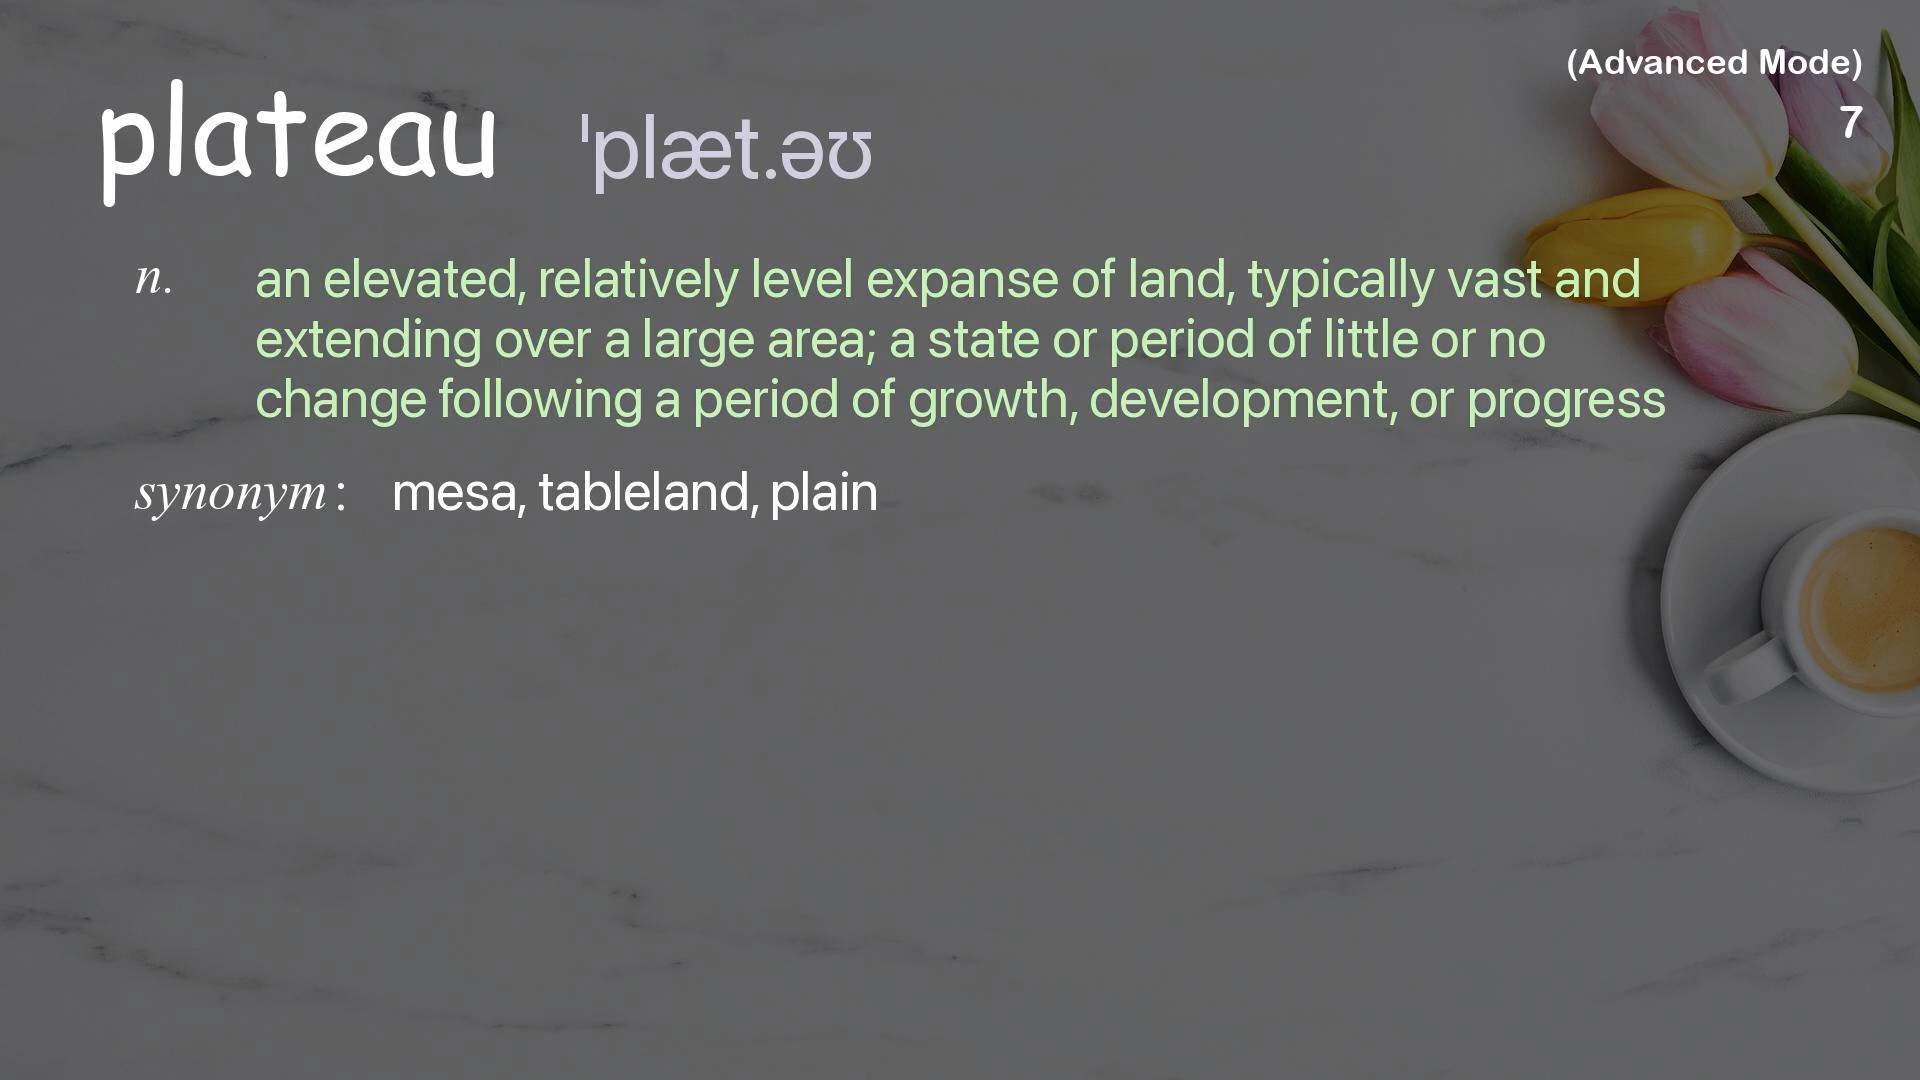 (Advanced Mode)
7
plateau ˈplæt.əʊ
n. an elevated, relatively level expanse of land, typically vast and
extending over a large area; a state or period of little or no
change following a period of growth, development, or progress
synonym: mesa, tableland, plain